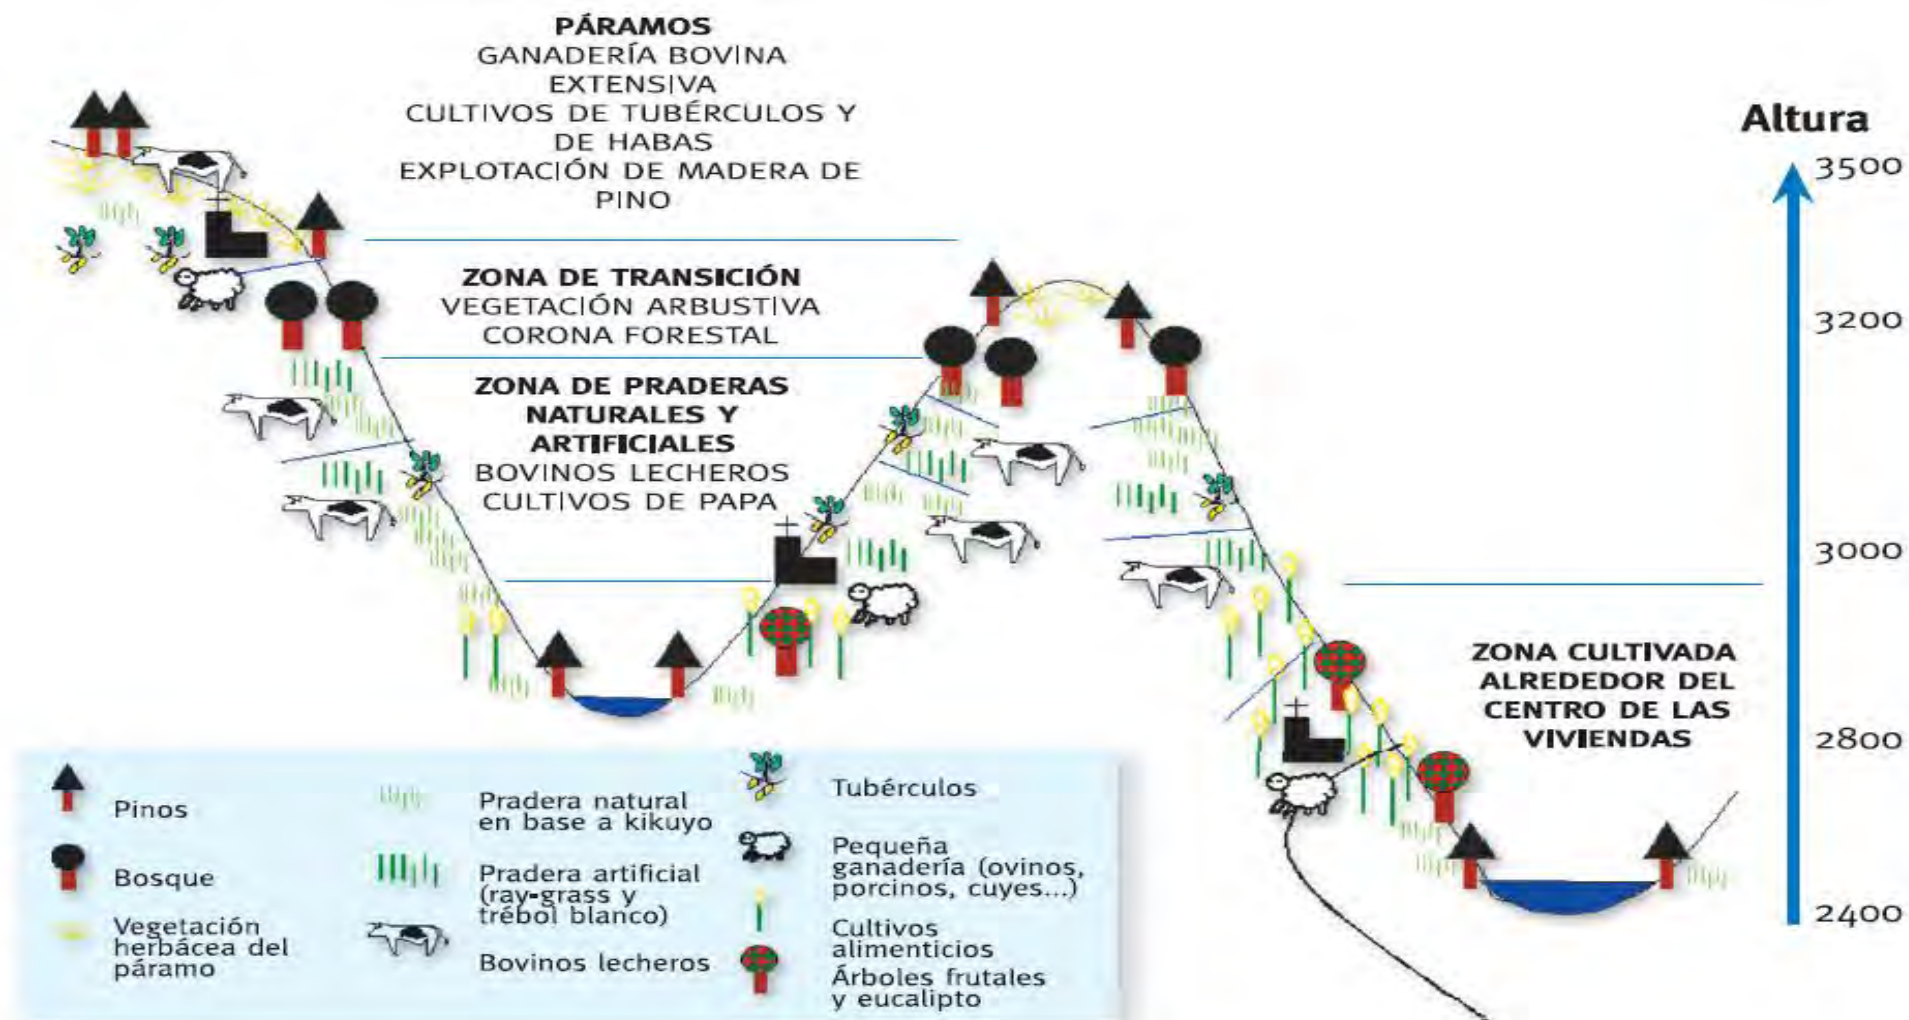 PÁRAMOS
GANADERÍA BOVINA
EXTENSIVA
CULTIVOS DE TUBÉRCULOS Y
DE HABAS
EXPLOTACIÓN DE MADERA DE
PINO
ZONA DE TRANSICIÓN
VEGETACIÓN ARBUSTIVA
CORONA FORESTAL
ZONA DE PRADERAS
NATURALES Y
ARTIFICIALES
BOVINOS LECHEROS
CULTIVOS DE PAPA
Altura
3500
3200
3000
2800
2400
ZONA CULTIVADA
ALREDEDOR DEL
CENTRO DE LAS
VIVIENDAS
Pinos
Bosque
Vegetación
herbácea del
páramo
Pradera natural
en base a kikuyo
Pradera artificial
(ray-grass y
trébol blanco)
Bovinos lecheros
Tubérculos
Pequeña
ganadería (ovinos,
porcinos, cuyes...)
Cultivos
alimenticios
Árboles frutales
y eucalipto